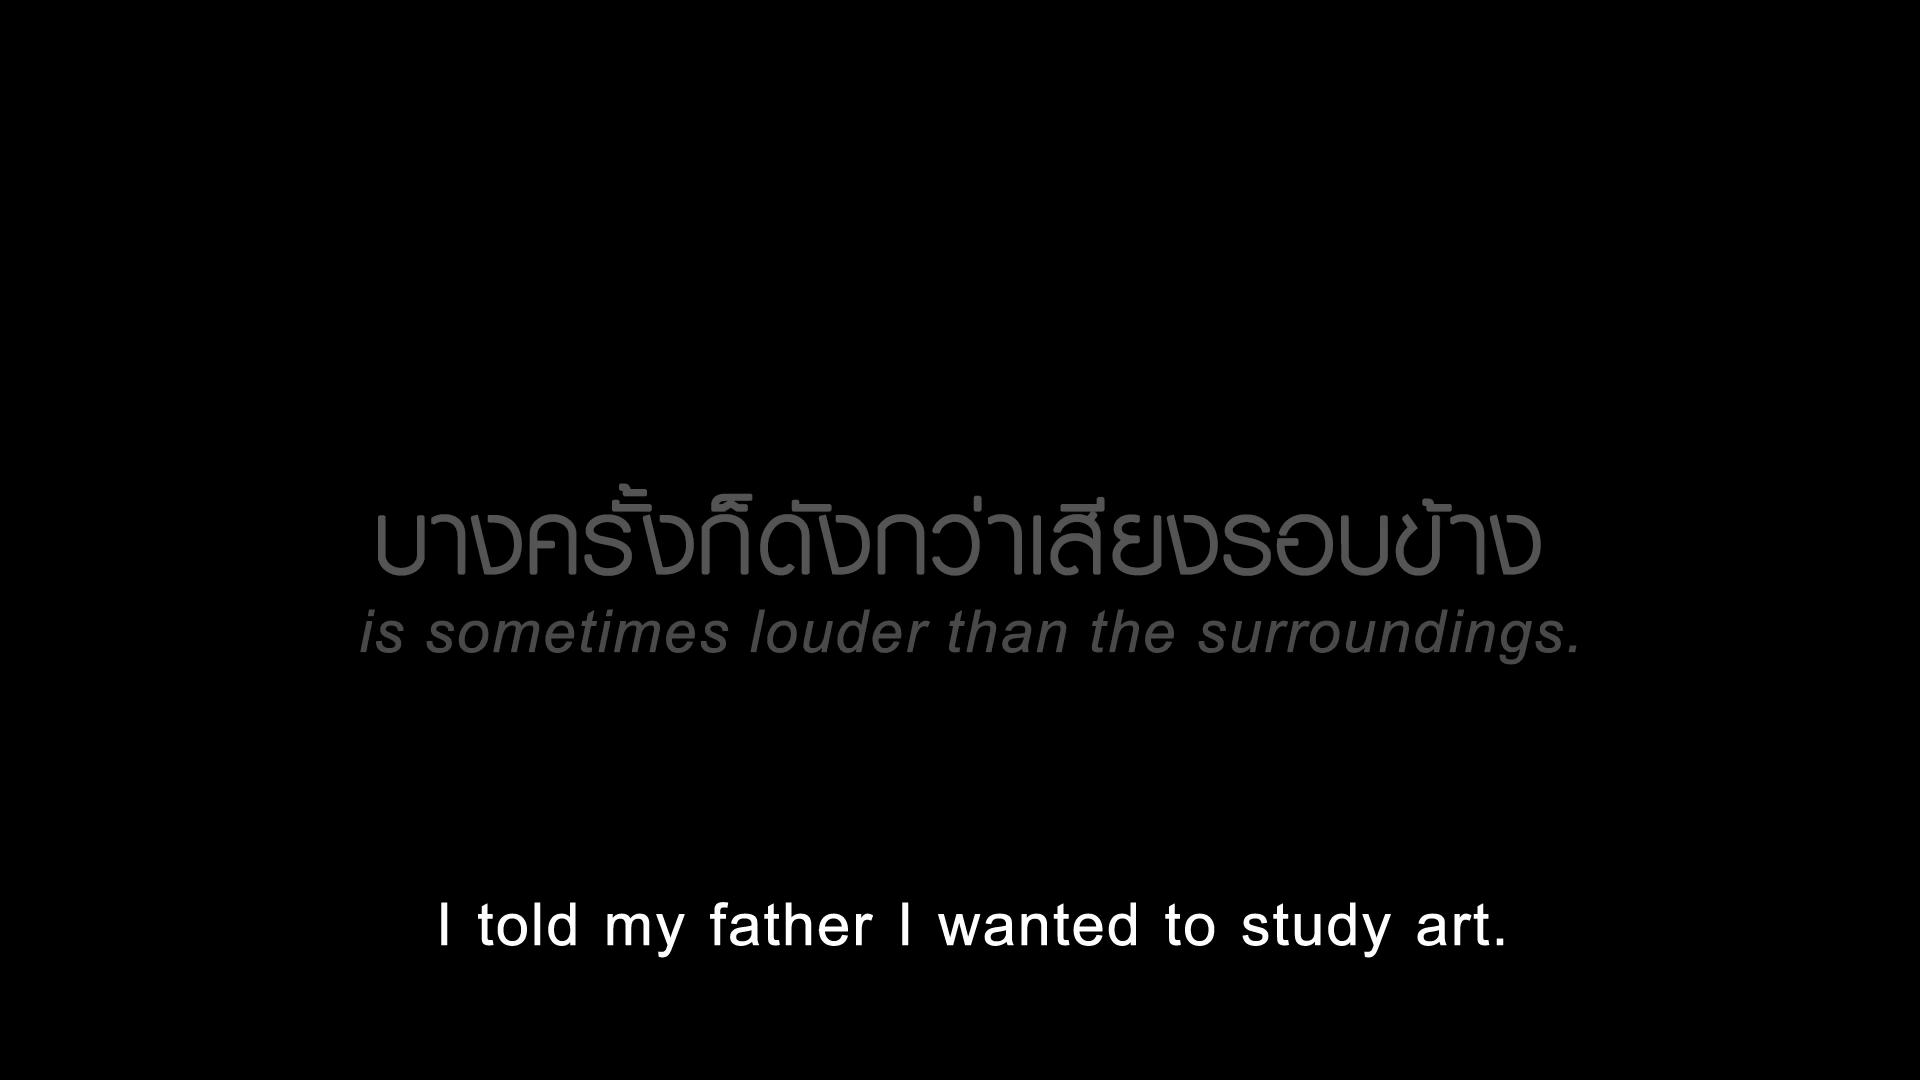 บางครั้งก็ดังกว่าเสียงรอบข้าง
is sometimes louder than the surroundings.
I told my father I wanted to study art.